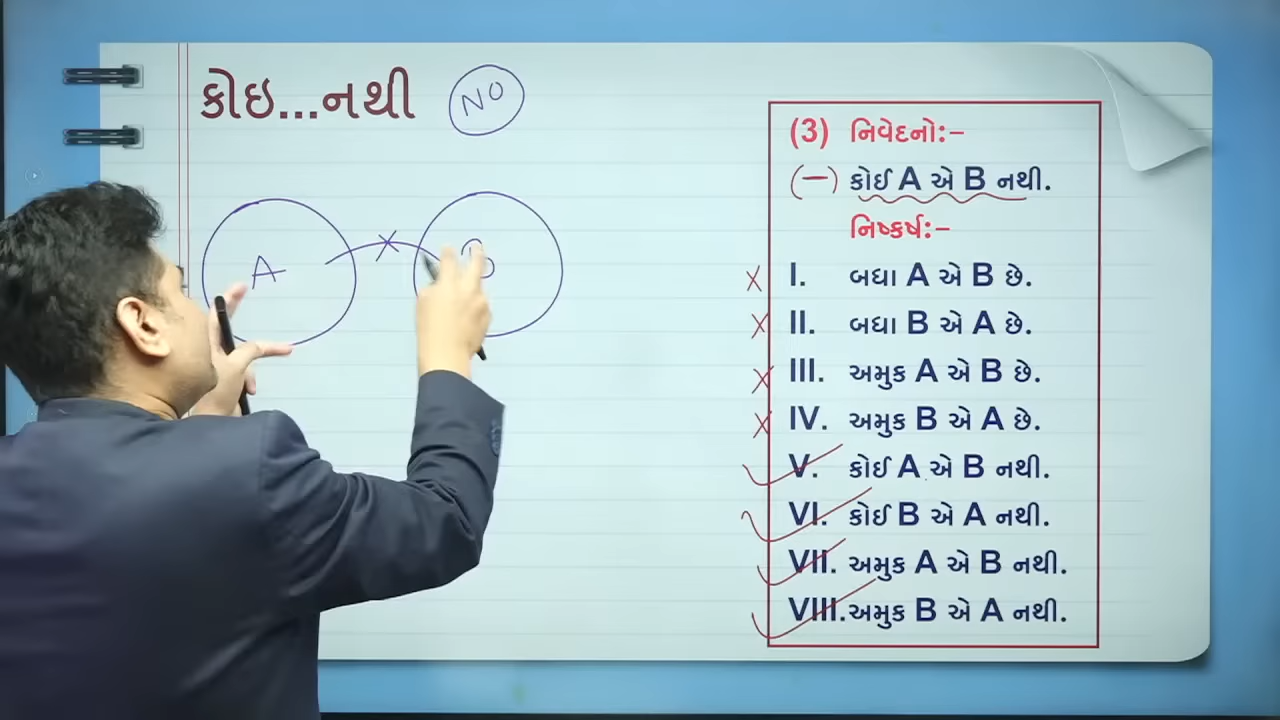 કોઇ...નથી NO
A B
(3) નિવેદનો:–
(–) કોઈ A એ B નથી.
નિષ્કર્ષ:–
I. બધા A એ B છે.
II. બધા B એ A છે.
III. અમુક A એ B છે.
IV. અમુક B એ A છે.
V. કોઈ A એ B નથી.
VI. કોઈ B એ A નથી.
VII. અમુક A એ B નથી.
VIII. અમુક B એ A નથી.